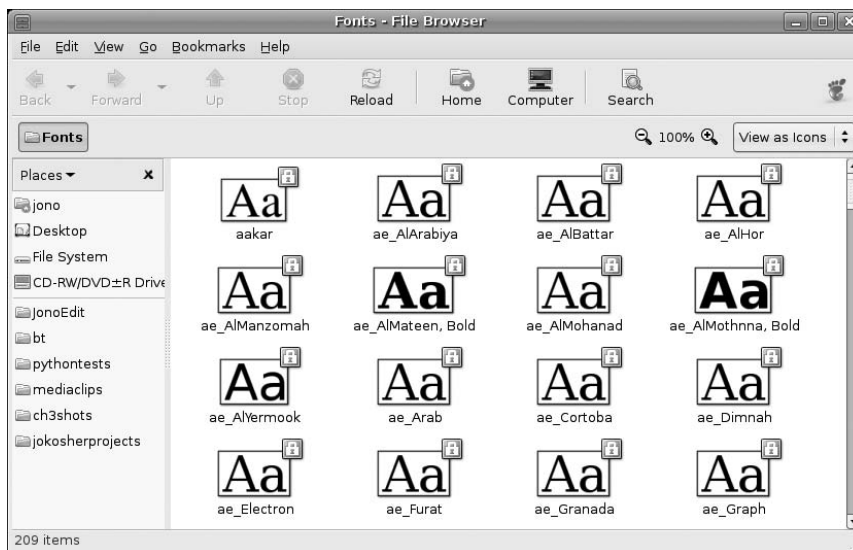 Fonts - File Browser
File Edit View Go Bookmarks Help
Back Forward Up Stop Reload Home Computer Search
Fonts 100% View as Icons
Places
jono
Desktop
File System
CD-RW/DVD±R Drive
JonoEdit
bt
pythontests
mediaclips
ch3shots
jokosherprojects
Aa Aa Aa Aa
aakar ae_AlArabiya ae_AlBattar ae_AlHor
Aa Aa Aa Aa
ae_AlManzomah ae_AlMateen, Bold ae_AlMohanad ae_AlMothnna, Bold
Aa Aa Aa Aa
ae_AlYermook ae_Arab ae_Cortoba ae_Dimnah
Aa Aa Aa Aa
ae_Electron ae_Furat ae_Granada ae_Graph
209 items